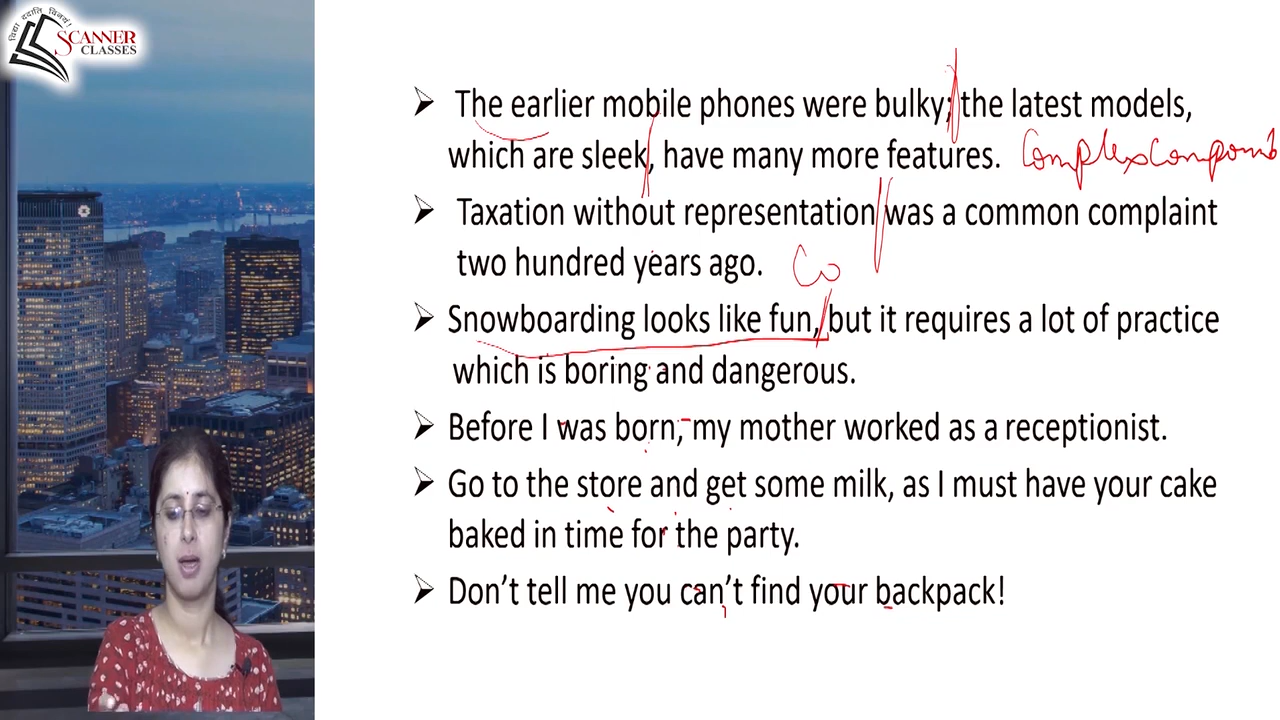 विद्या ददाति विनयं।
SCANNER
CLASSES
➢ The earlier mobile phones were bulky; the latest models,
which are sleek, have many more features. Complex Compound
➢ Taxation without representation was a common complaint
two hundred years ago. Co
➢ Snowboarding looks like fun, but it requires a lot of practice
which is boring and dangerous.
➢ Before I was born, my mother worked as a receptionist.
➢ Go to the store and get some milk, as I must have your cake
baked in time for the party.
➢ Don't tell me you can't find your backpack!